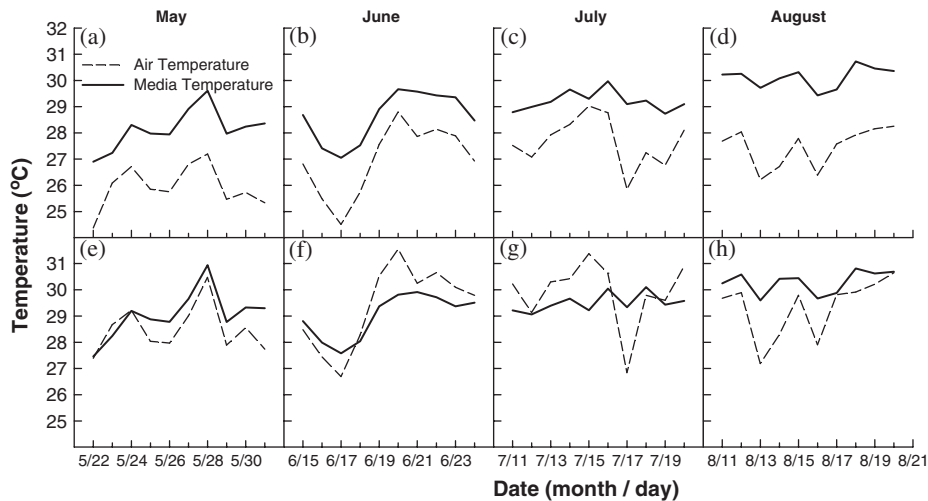 May June July August
32
31
30
29
28
27
26
25
(a) (b) (c) (d)
Air Temperature
Media Temperature
Temperature (°C)
(e) (f) (g) (h)
31
30
29
28
27
26
25
5/22 5/24 5/26 5/28 5/30 6/15 6/17 6/19 6/21 6/23 7/11 7/13 7/15 7/17 7/19 8/11 8/13 8/15 8/17 8/19 8/21
Date (month / day)